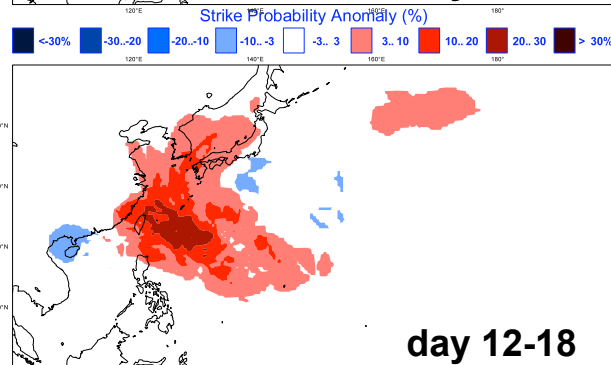 120°E 140°E 160°E 180°
Strike Probability Anomaly (%)
<-30% -30..-20 -20..-10 -10.. -3 -3.. 3 3.. 10 10.. 20 20.. 30 > 30%
120°E 140°E 160°E 180°
°N
°N
°N
°N
day 12-18